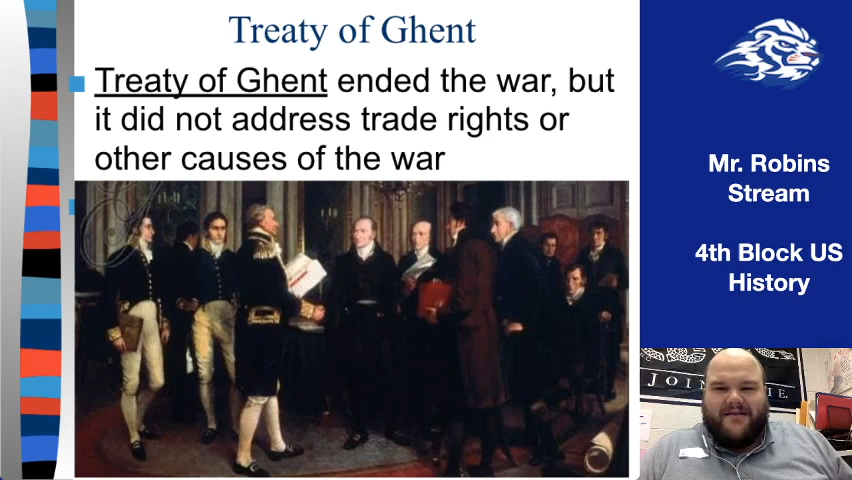 Treaty of Ghent
Treaty of Ghent ended the war, but
it did not address trade rights or
other causes of the war
Mr. Robins
Stream
4th Block US
History
JOIN
IE.